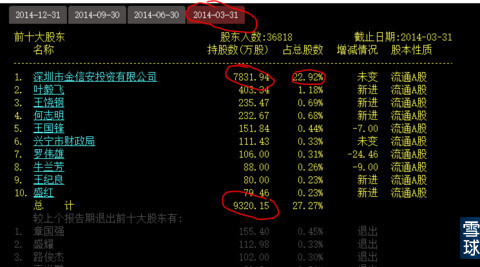 2014-12-31 2014-09-30 2014-06-30 2014-03-31
前十大股东 股东人数:36818 截止日期:2014-03-31
名称 持股数(万股) 占总股数 增减情况 股本性质
1. 深圳市金信安投资有限公司 7831.94 22.92% 未变 流通A股
2. 叶毅飞 403.34 1.18% 新进 流通A股
3. 王饶钢 235.47 0.69% 新进 流通A股
4. 何志明 232.67 0.68% 新进 流通A股
5. 王国锋 151.84 0.44% -7.00 流通A股
6. 兴宁市财政局 111.43 0.33% 未变 流通A股
7. 罗伟雄 106.00 0.31% -24.46 流通A股
8. 牛兰芳 88.00 0.26% -9.00 流通A股
9. 王纪良 80.00 0.23% 新进 流通A股
10. 盛红 79.46 0.23% 新进 流通A股
总 计 9320.15 27.27%
较上个报告期退出前十大股东有:
1. 章国强 155.40 0.45% 退出
2. 盛耀 112.98 0.33% 退出
3. 路俊杰 102.00 0.30% 退出
雪球